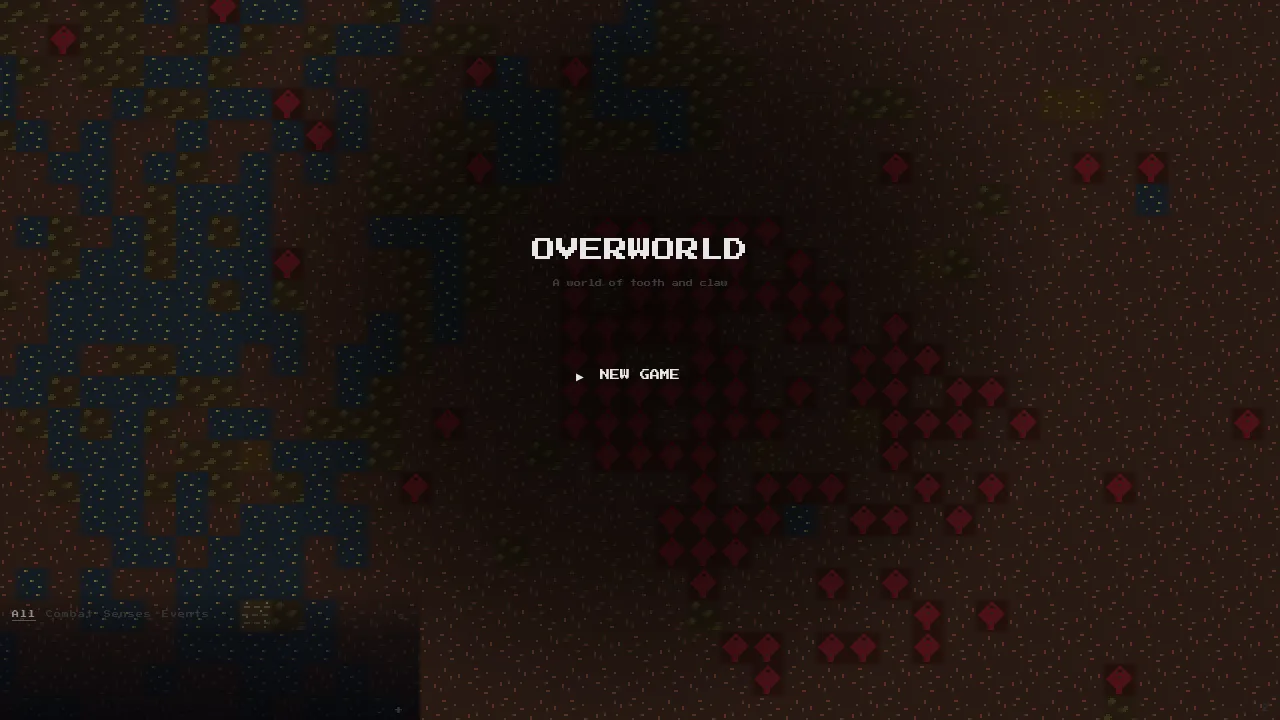 OVERWORLD
A world of tooth and claw
▶ NEW GAME
All Combat Senses Events